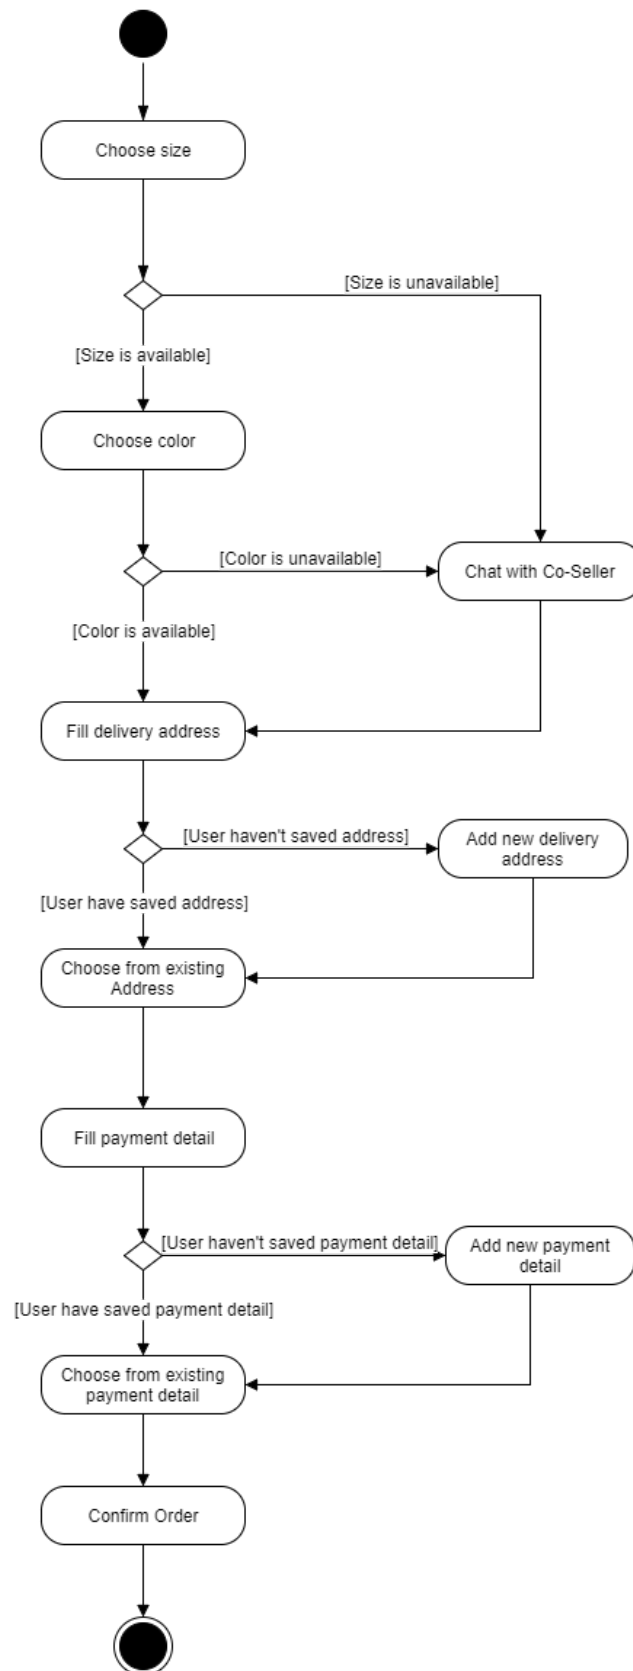 Choose size
[Size is unavailable]
[Size is available]
Choose color
[Color is unavailable]
Chat with Co-Seller
[Color is available]
Fill delivery address
[User haven't saved address]
Add new delivery
address
[User have saved address]
Choose from existing
Address
Fill payment detail
[User haven't saved payment detail]
Add new payment
detail
[User have saved payment detail]
Choose from existing
payment detail
Confirm Order